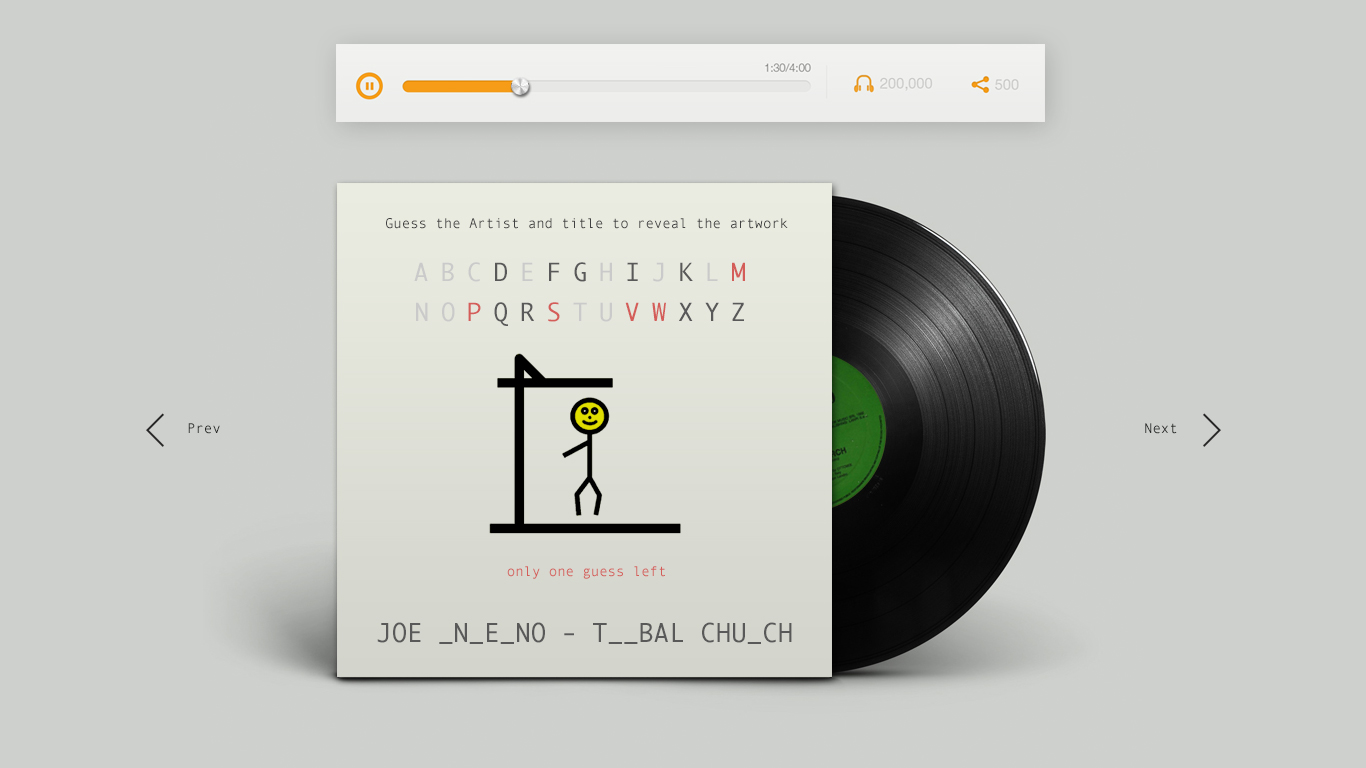 1:30/4:00
200,000
500
Guess the Artist and title to reveal the artwork
A B C D E F G H I J K L M
N O P Q R S T U V W X Y Z
Prev
Next
RCH
only one guess left
JOE _N_E_NO - T__BAL CHU_CH